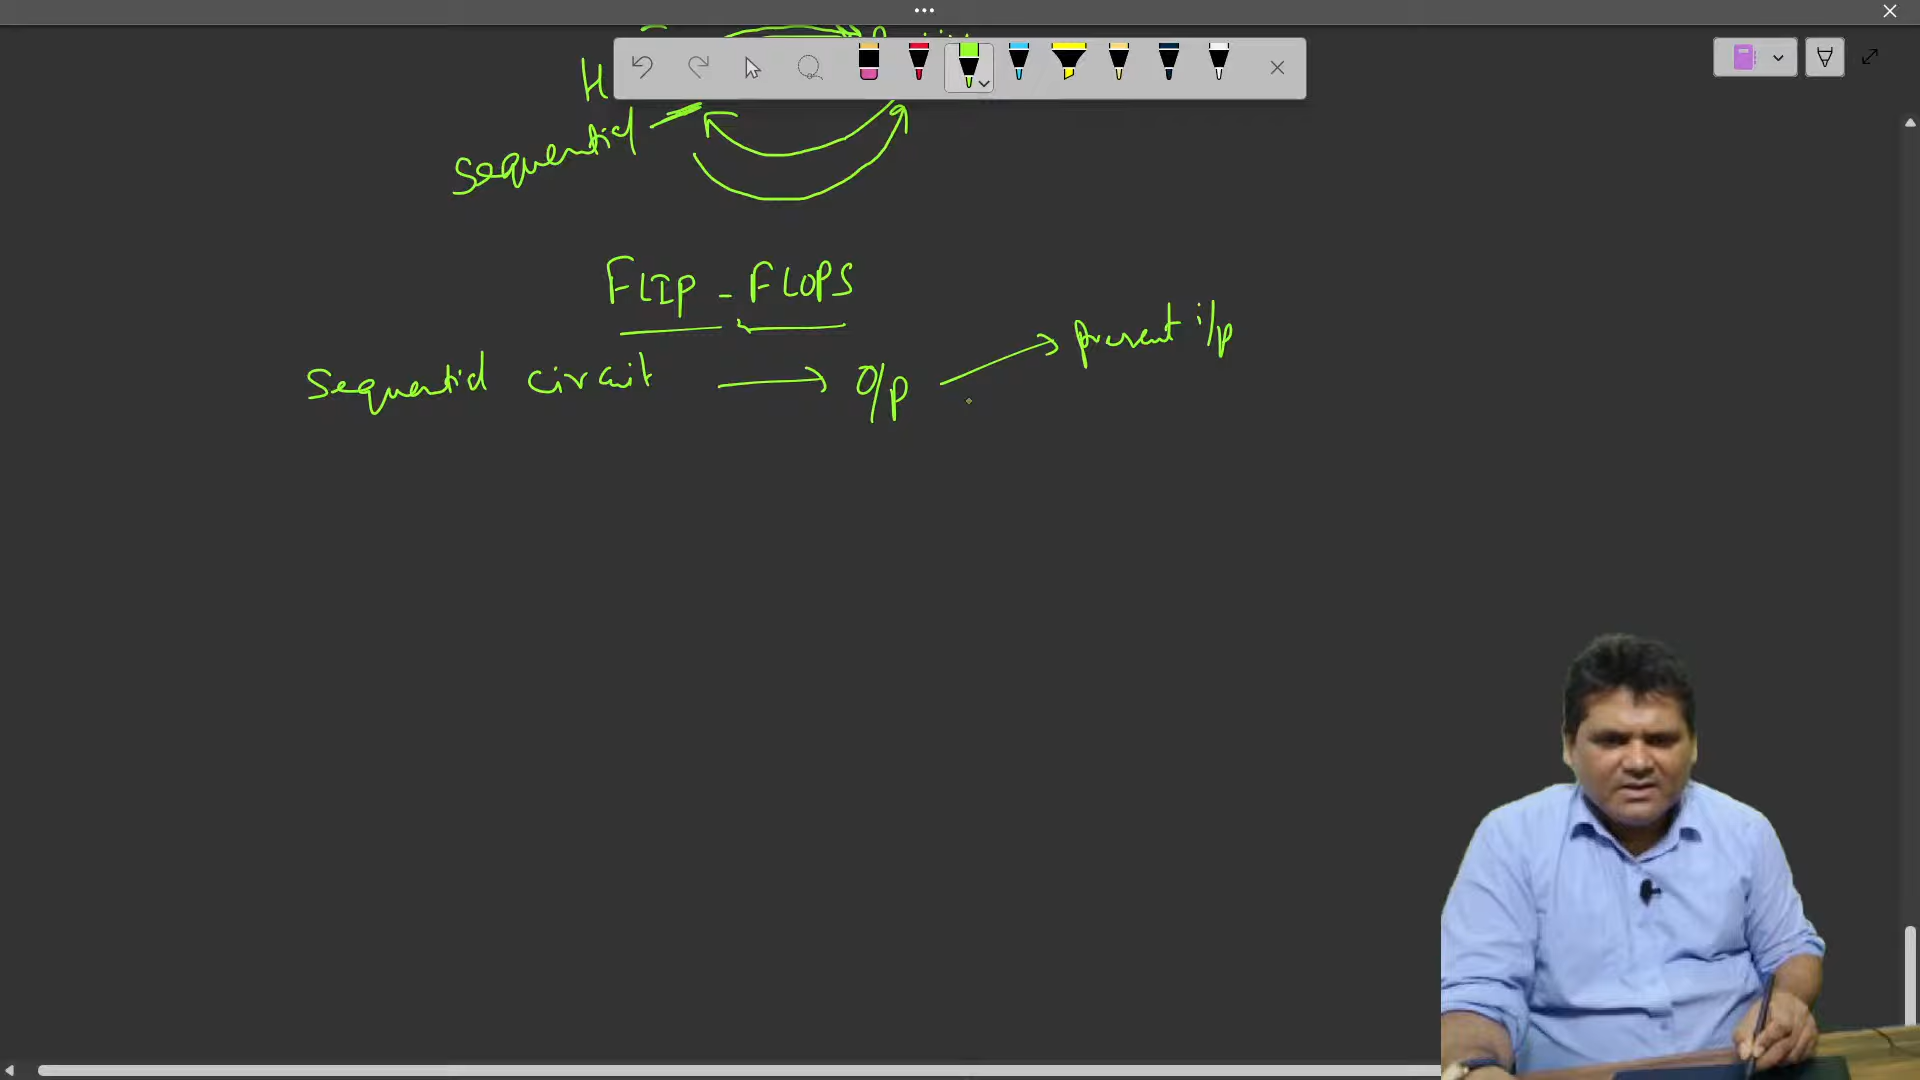 H
sequential
FLIP - FLOPS
present i/p
sequential circuit → O/p